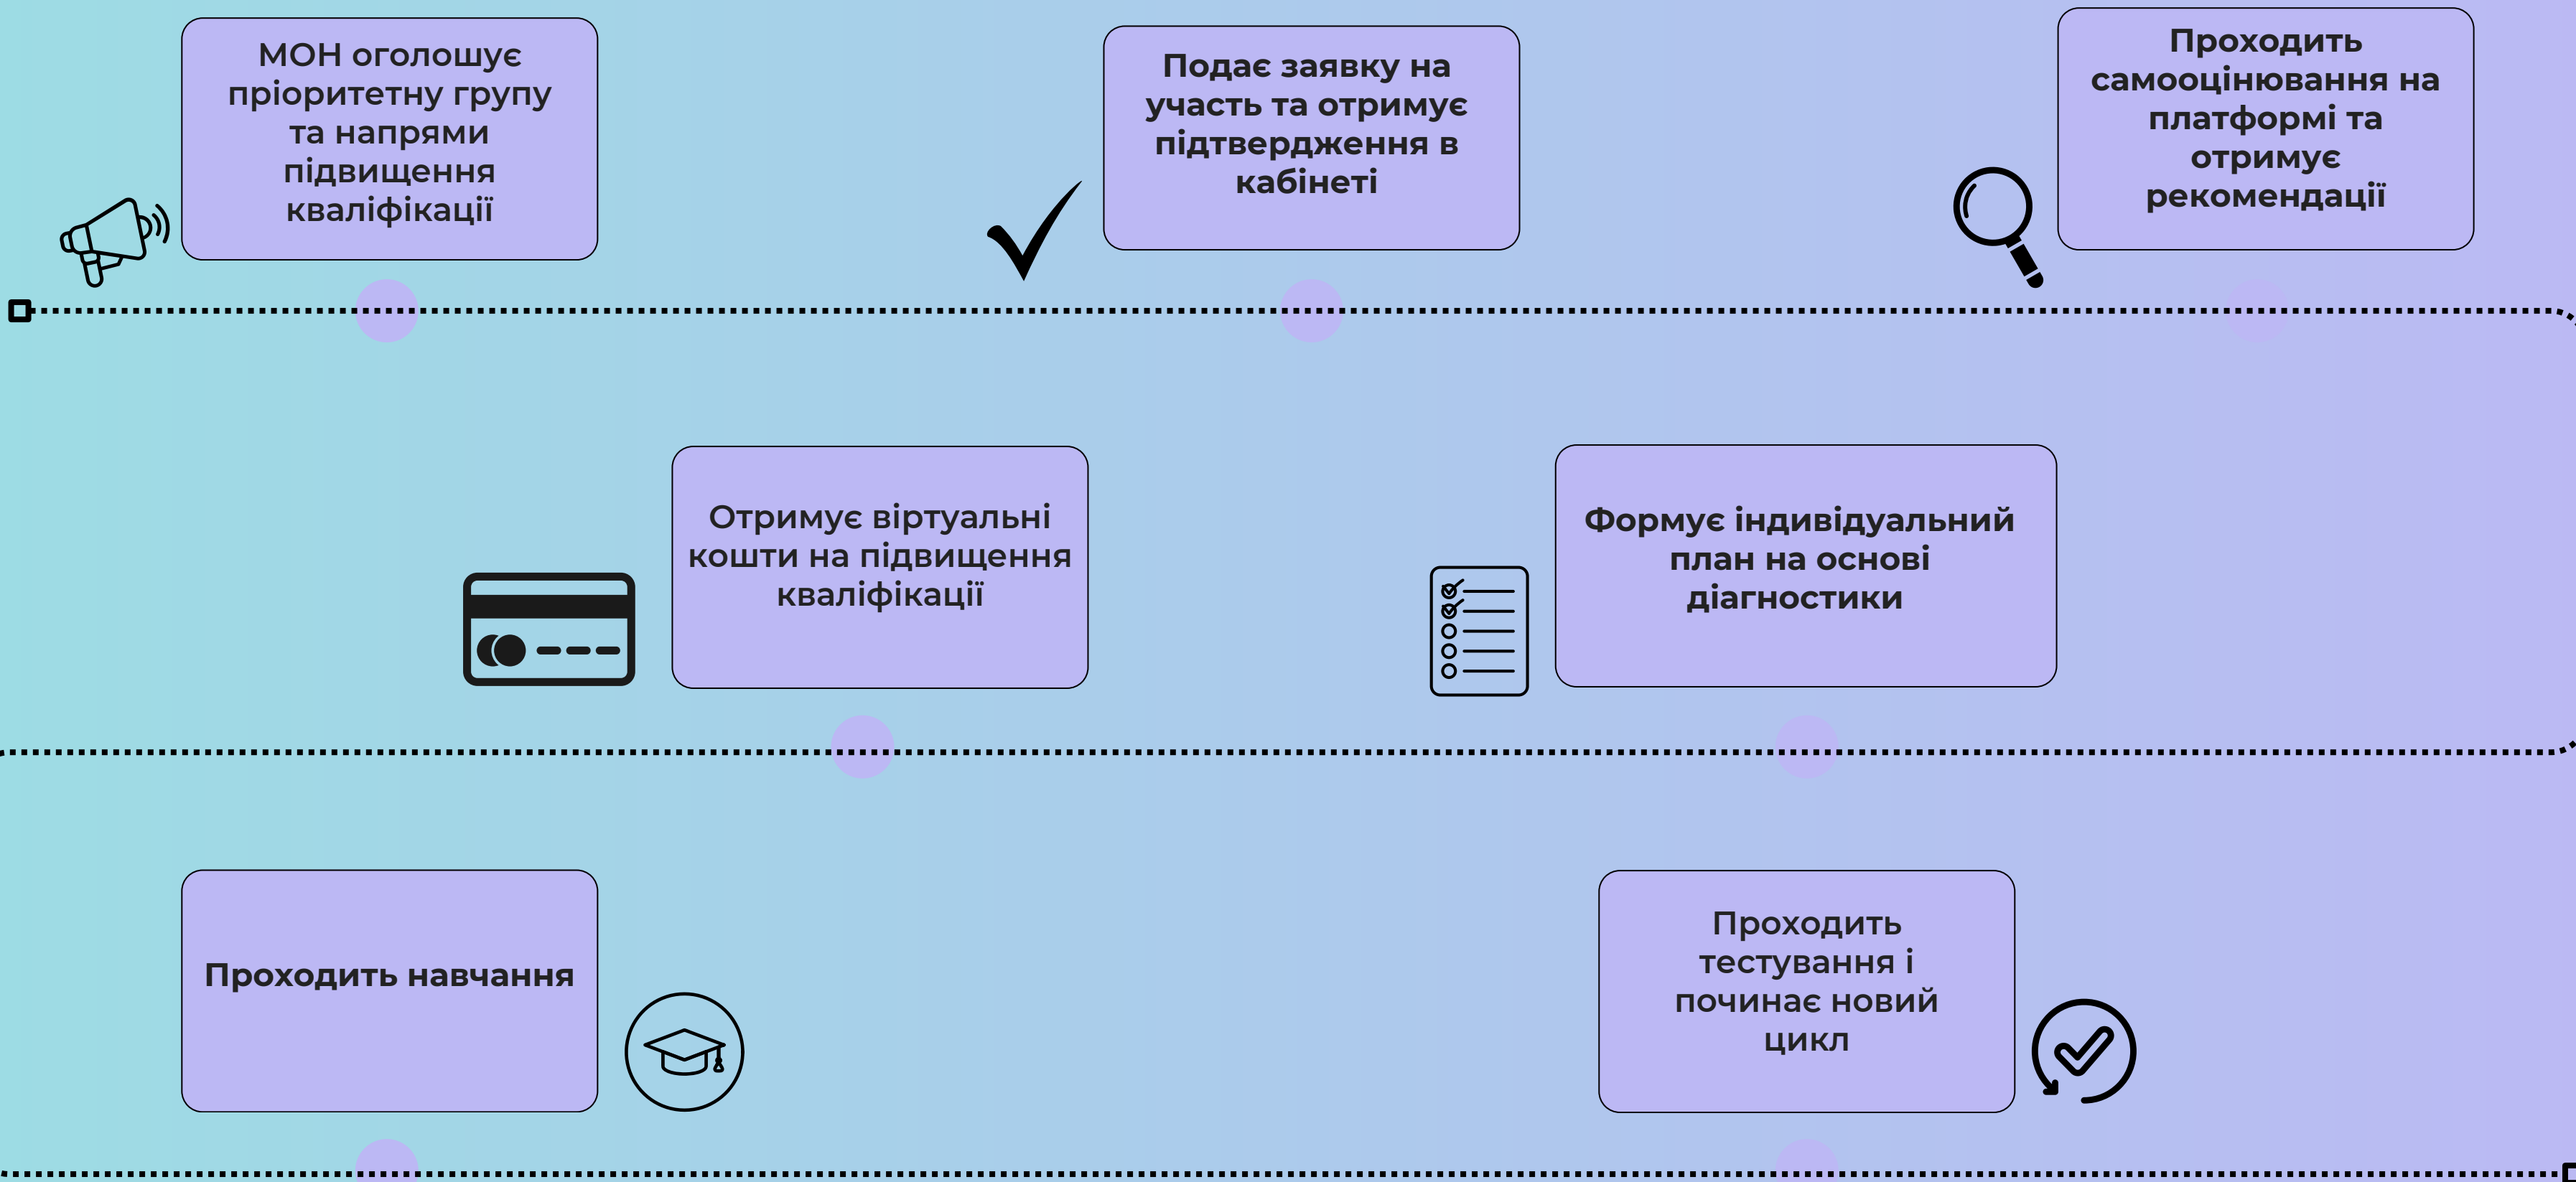 МОН оголошує
пріоритетну групу
та напрями
підвищення
кваліфікації
Подає заявку на
участь та отримує
підтвердження в
кабінеті
Проходить
самооцінювання на
платформі та
отримує
рекомендації
Отримує віртуальні
кошти на підвищення
кваліфікації
Формує індивідуальний
план на основі
діагностики
Проходить навчання
Проходить
тестування і
починає новий
цикл